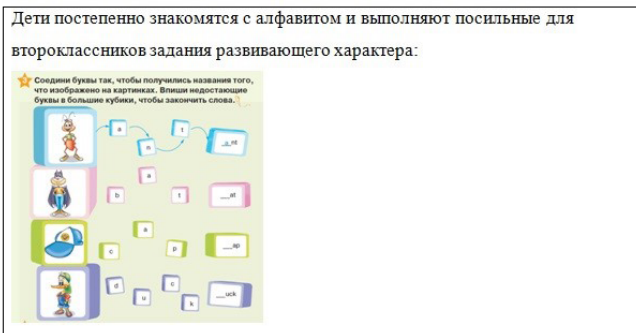 Дети постепенно знакомятся с алфавитом и выполняют посильные для
второклассников задания развивающего характера:
Соедини буквы так, чтобы получились названия того,
что изображено на картинках. Впиши недостающие
буквы в большие кубики, чтобы закончить слова.
a
t
n
_a_nt
a
b
t
__at
a
c
p
__ap
d
c
u
k
__uck